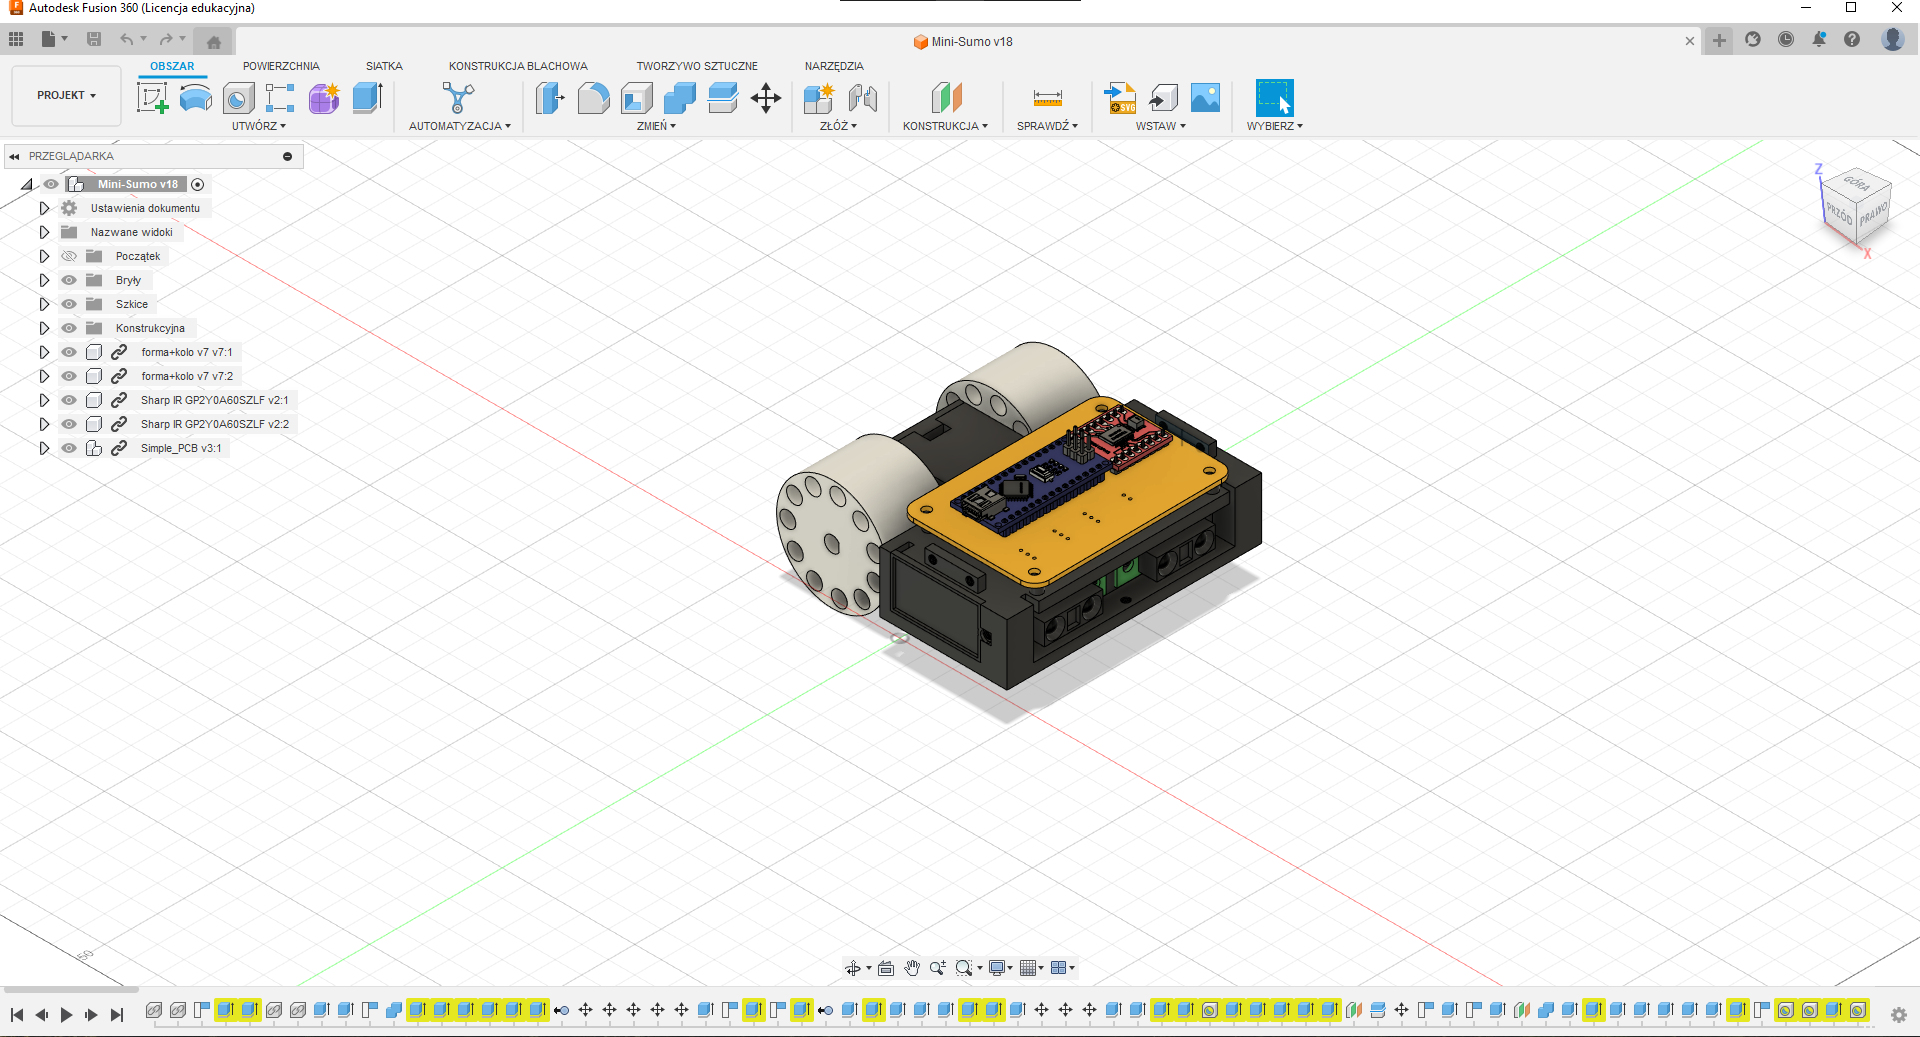 Autodesk Fusion 360 (Licencja edukacyjna)
Mini-Sumo v18
PROJEKT
OBSZAR
POWIERZCHNIA
SIATKA
KONSTRUKCJA BLACHOWA
TWORZYWO SZTUCZNE
NARZĘDZIA
UTWÓRZ
AUTOMATYZACJA
ZMIEŃ
ZŁÓŻ
KONSTRUKCJA
SPRAWDŹ
SVG
WSTAW
WYBIERZ
PRZEGLĄDARKA
Mini-Sumo v18
Ustawienia dokumentu
Nazwane widoki
Początek
Bryły
Szkice
Konstrukcyjna
forma+kolo v7 v7:1
forma+kolo v7 v7:2
Sharp IR GP2Y0A60SZLF v2:1
Sharp IR GP2Y0A60SZLF v2:2
Simple_PCB v3:1
Z
GÓRA
PRZÓD
PRAWO
X
50